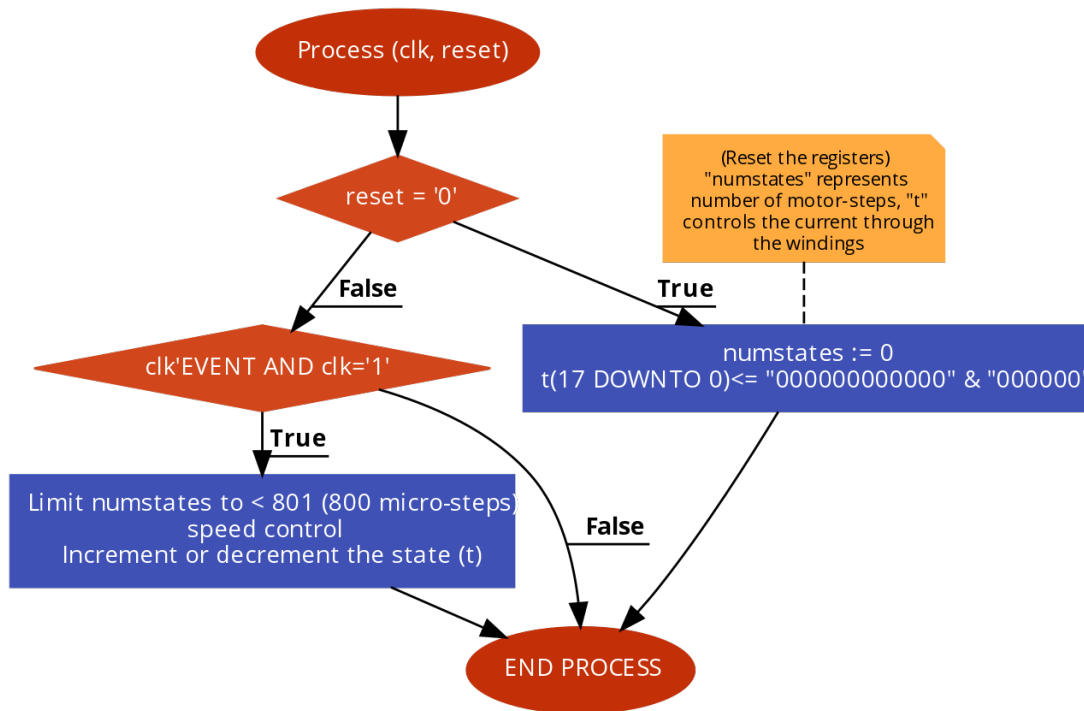 Process (clk, reset)
reset = '0'
(Reset the registers)
"numstates" represents
number of motor-steps, "t"
controls the current through
the windings
False
True
clk'EVENT AND clk='1'
numstates := 0
t(17 DOWNTO 0)<= "000000000000" & "000000"
True
Limit numstates to < 801 (800 micro-steps)
speed control
Increment or decrement the state (t)
False
END PROCESS